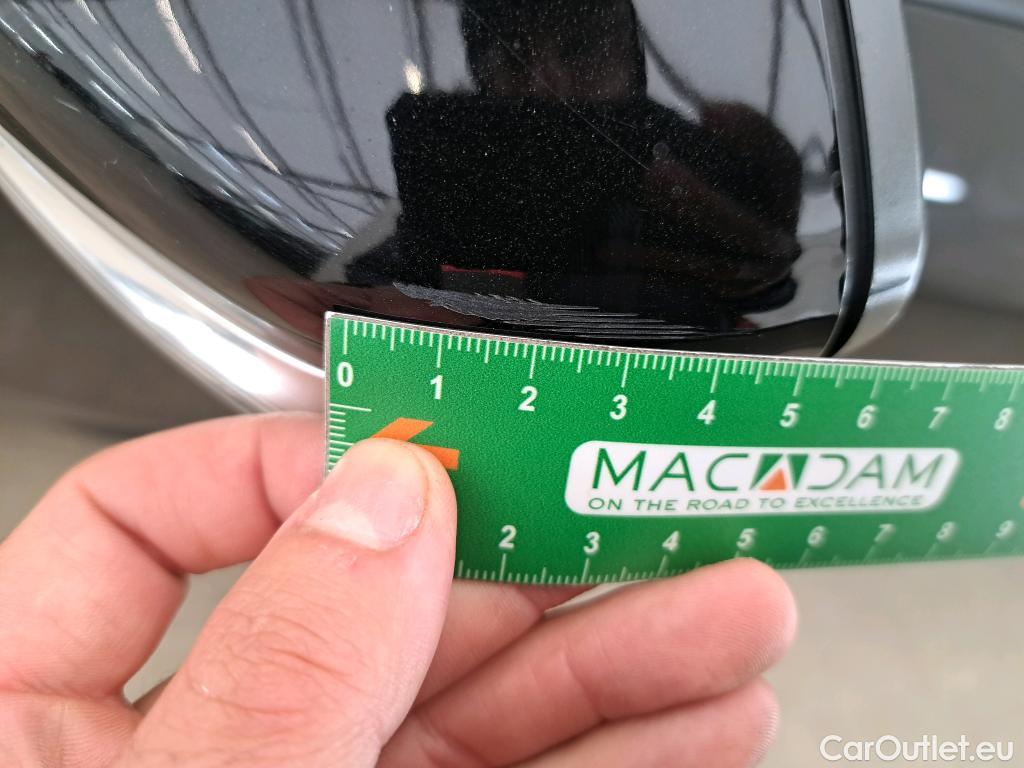 0 1 2 3 4 5 6 7 8
MACADAM
ON THE ROAD TO EXCELLENCE
2 3 4 5 6 7 8 9
CarOutlet.eu